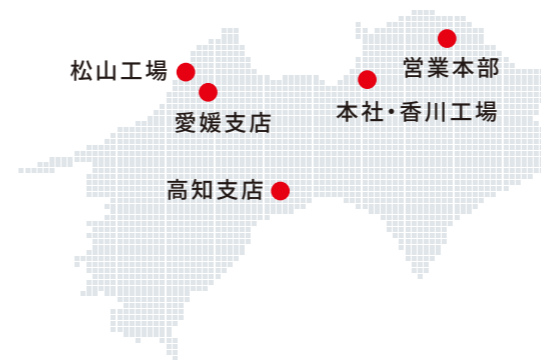 営業本部
松山工場
本社・香川工場
愛媛支店
高知支店